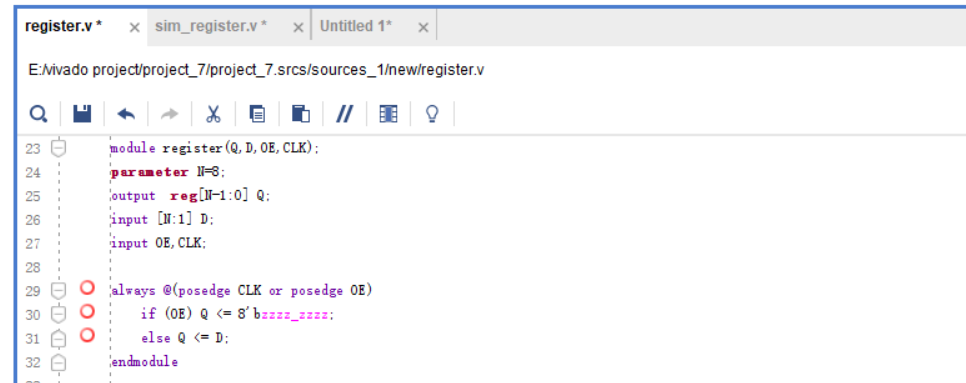 register.v * × sim_register.v * × Untitled 1* ×
E:/vivado project/project_7/project_7.srcs/sources_1/new/register.v
23 module register(Q,D,OE,CLK);
24 parameter N=8;
25 output reg[N-1:0] Q;
26 input [N:1] D;
27 input OE,CLK;
28
29 always @(posedge CLK or posedge OE)
30 if (OE) Q <= 8'bzzzz_zzzz;
31 else Q <= D;
32 endmodule